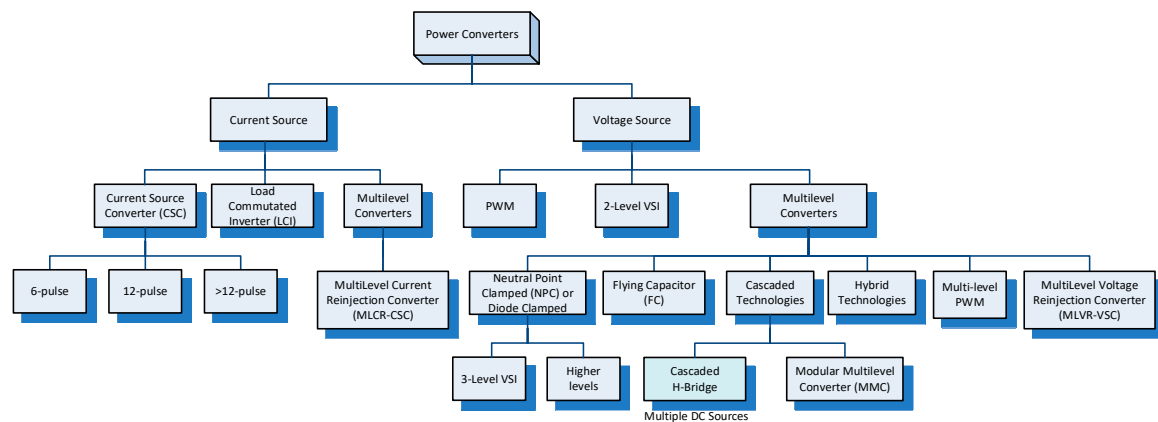 Power Converters
Current Source
Voltage Source
Current Source
Converter (CSC)
Load
Commutated
Inverter (LCI)
Multilevel
Converters
PWM
2-Level VSI
Multilevel
Converters
6-pulse
12-pulse
>12-pulse
MultiLevel Current
Reinjection Converter
(MLCR-CSC)
Neutral Point
Clamped (NPC) or
Diode Clamped
Flying Capacitor
(FC)
Cascaded
Technologies
Hybrid
Technologies
Multi-level
PWM
MultiLevel Voltage
Reinjection Converter
(MLVR-VSC)
3-Level VSI
Higher
levels
Cascaded
H-Bridge
Modular Multilevel
Converter (MMC)
Multiple DC Sources